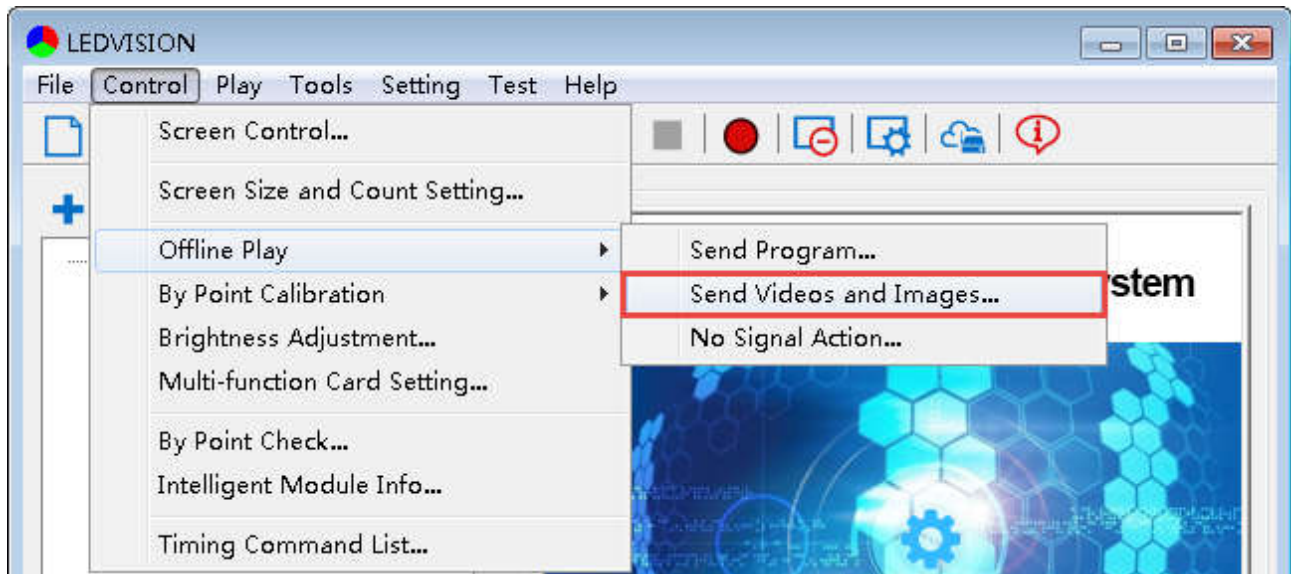 LEDVISION
File Control Play Tools Setting Test Help
Screen Control...
Screen Size and Count Setting...
Offline Play
Send Program...
By Point Calibration
Send Videos and Images...
stem
Brightness Adjustment...
No Signal Action...
Multi-function Card Setting...
By Point Check...
Intelligent Module Info...
Timing Command List...